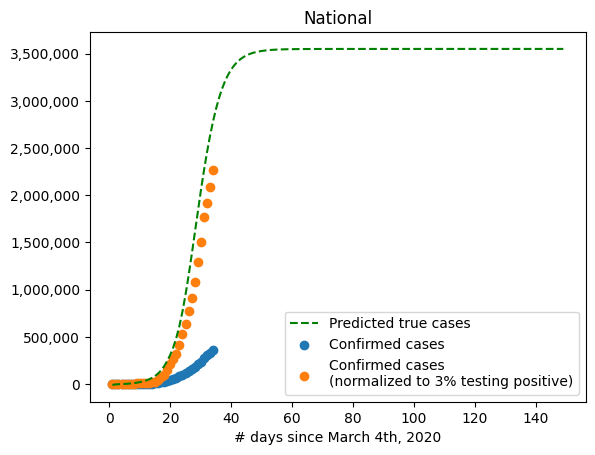 National
3,500,000
3,000,000
2,500,000
2,000,000
1,500,000
1,000,000
500,000
0
Predicted true cases
Confirmed cases
Confirmed cases
(normalized to 3% testing positive)
0 20 40 60 80 100 120 140
# days since March 4th, 2020